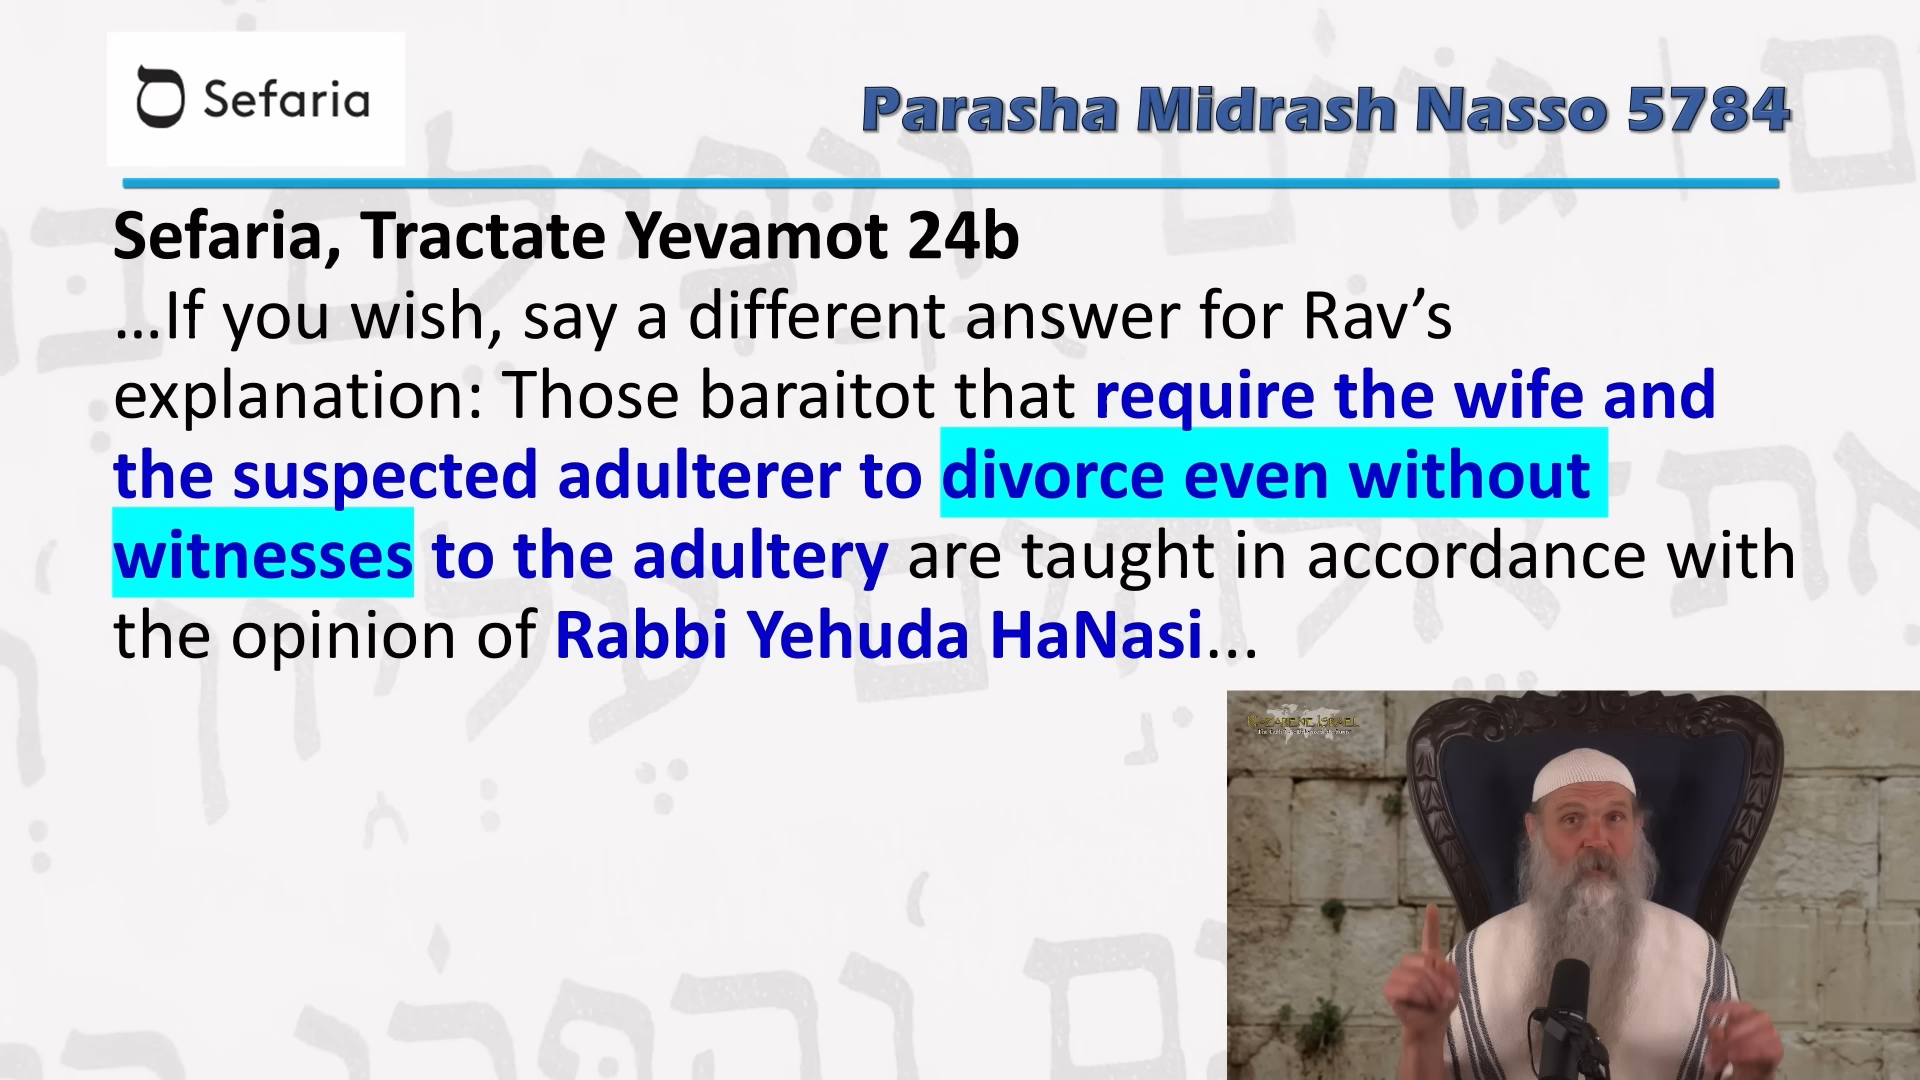 Sefaria
Parasha Midrash Nasso 5784
Sefaria, Tractate Yevamot 24b
…If you wish, say a different answer for Rav’s
explanation: Those baraitot that require the wife and
the suspected adulterer to divorce even without
witnesses to the adultery are taught in accordance with
the opinion of Rabbi Yehuda HaNasi…
NAZARENE ISRAEL